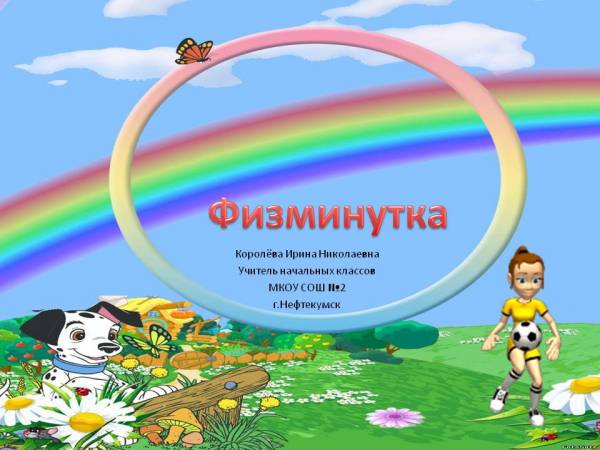 Физминутка
Королёва Ирина Николаевна
Учитель начальных классов
МКОУ СОШ №2
г.Нефтекумск